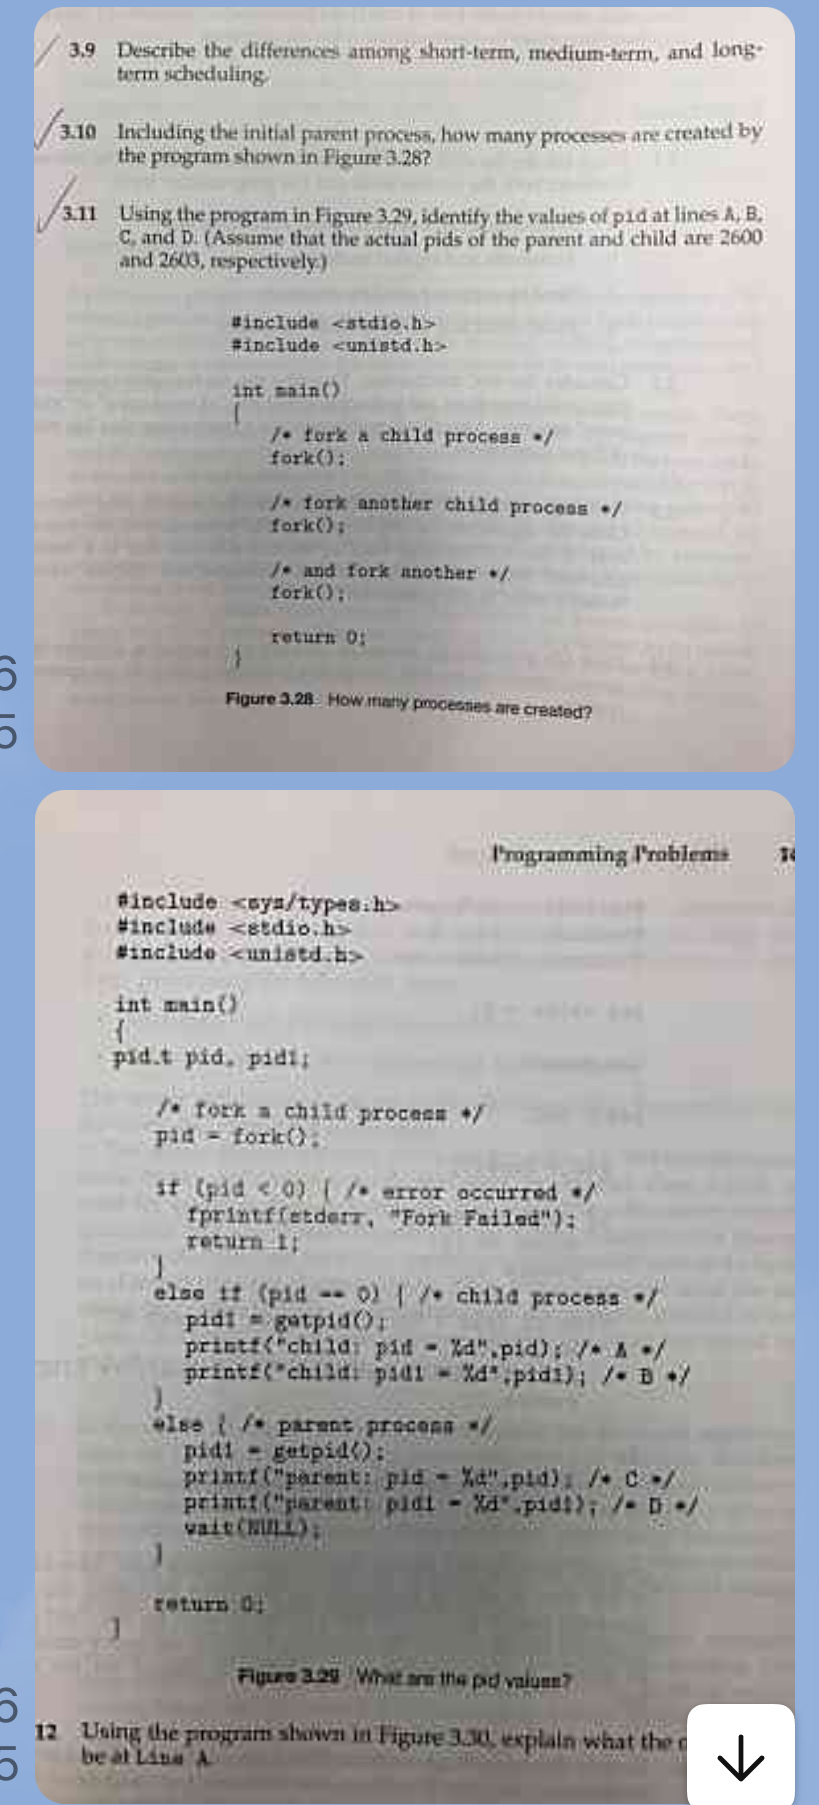 3.9 Describe the differences among short-term, medium-term, and long-
term scheduling.
3.10 Including the initial parent process, how many processes are created by
the program shown in Figure 3.28?
3.11 Using the program in Figure 3.29, identify the values of pid at lines A, B,
C, and D. (Assume that the actual pids of the parent and child are 2600
and 2603, respectively.)
#include <stdio.h>
#include <unistd.h>
int main()
{
/* fork a child process */
fork();
/* fork another child process */
fork();
/* and fork another */
fork();
return 0;
}
Figure 3.28 How many processes are created?
6
5
Programming Problems
#include <sys/types.h>
#include <stdio.h>
#include <unistd.h>
int main()
{
pid_t pid, pid1;
/* fork a child process */
pid = fork();
if (pid < 0) { /* error occurred */
fprintf(stderr, "Fork Failed");
return 1;
}
else if (pid == 0) { /* child process */
pid1 = getpid();
printf("child: pid = %d",pid); /* A */
printf("child: pid1 = %d",pid1); /* B */
}
else { /* parent process */
pid1 = getpid();
printf("parent: pid = %d",pid); /* C */
printf("parent: pid1 = %d",pid1); /* D */
wait(NULL);
}
return 0;
}
Figure 3.29 What are the pid values?
6
5
12 Using the program shown in Figure 3.30, explain what the
be at Line A.